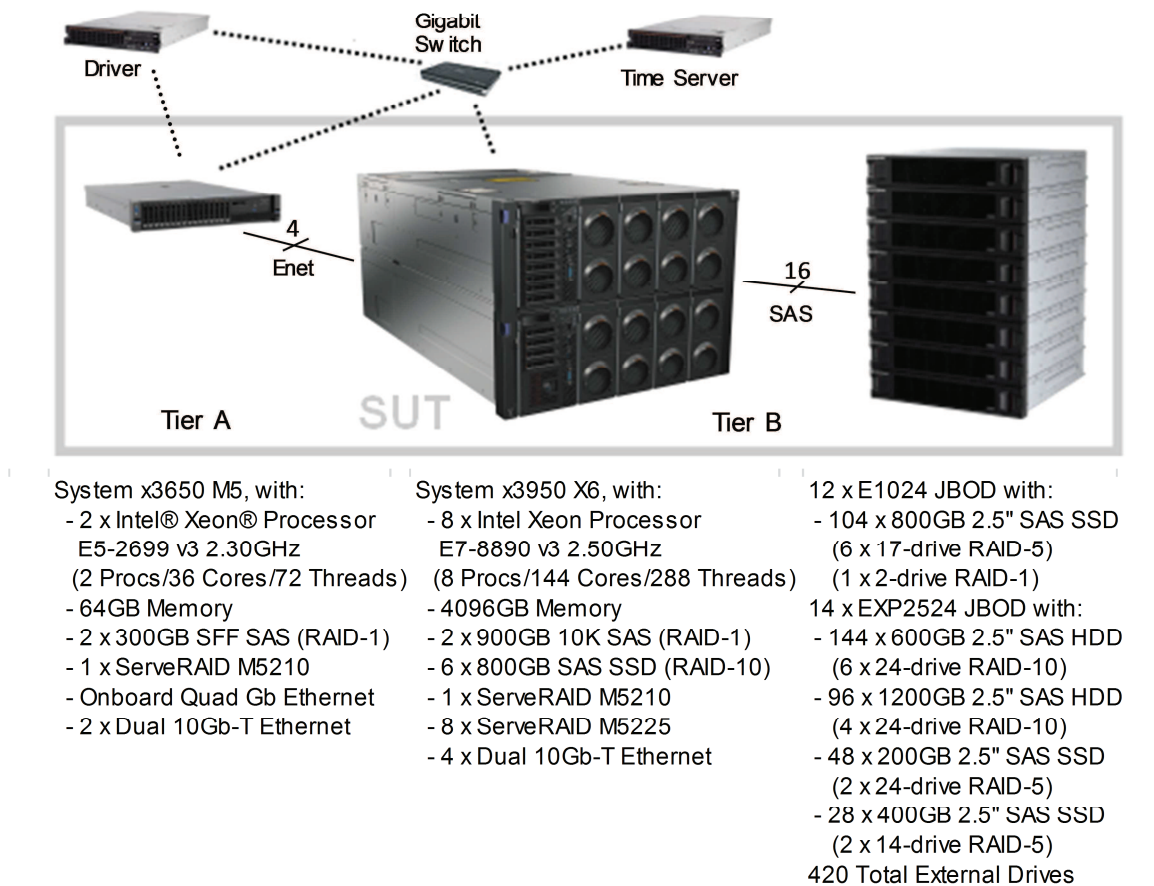 Gigabit
Switch
Driver
Time Server
4
Enet
16
SAS
Tier A
SUT
Tier B
System x3650 M5, with:
- 2 x Intel® Xeon® Processor
E5-2699 v3 2.30GHz
(2 Procs/36 Cores/72 Threads)
- 64GB Memory
- 2 x 300GB SFF SAS (RAID-1)
- 1 x ServeRAID M5210
- Onboard Quad Gb Ethernet
- 2 x Dual 10Gb-T Ethernet
System x3950 X6, with:
- 8 x Intel Xeon Processor
E7-8890 v3 2.50GHz
(8 Procs/144 Cores/288 Threads)
- 4096GB Memory
- 2 x 900GB 10K SAS (RAID-1)
- 6 x 800GB SAS SSD (RAID-10)
- 1 x ServeRAID M5210
- 8 x ServeRAID M5225
- 4 x Dual 10Gb-T Ethernet
12 x E1024 JBOD with:
- 104 x 800GB 2.5" SAS SSD
(6 x 17-drive RAID-5)
(1 x 2-drive RAID-1)
14 x EXP2524 JBOD with:
- 144 x 600GB 2.5" SAS HDD
(6 x 24-drive RAID-10)
- 96 x 1200GB 2.5" SAS HDD
(4 x 24-drive RAID-10)
- 48 x 200GB 2.5" SAS SSD
(2 x 24-drive RAID-5)
- 28 x 400GB 2.5" SAS SSD
(2 x 14-drive RAID-5)
420 Total External Drives